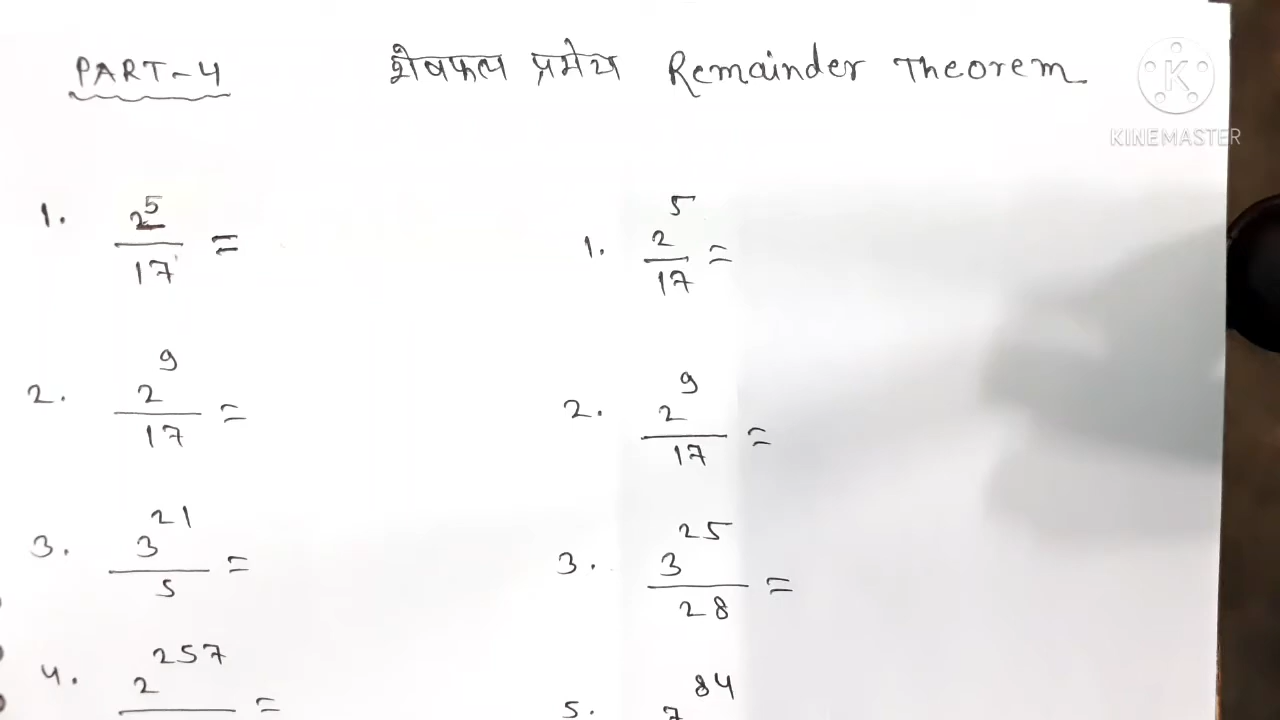 PART-4 शेषफल प्रमेय Remainder Theorem
KINEMASTER
1. 2^5 / 17 =
2. 2^9 / 17 =
3. 3^21 / 5 =
4. 2^257 =
1. 2^5 / 17 =
2. 2^9 / 17 =
3. 3^25 / 28 =
5. 7^84